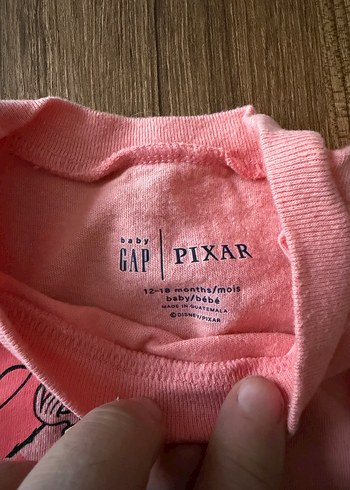 baby
GAP | PIXAR
12-18 months/mois
baby/bébé
MADE IN GUATEMALA
©DISNEY/PIXAR